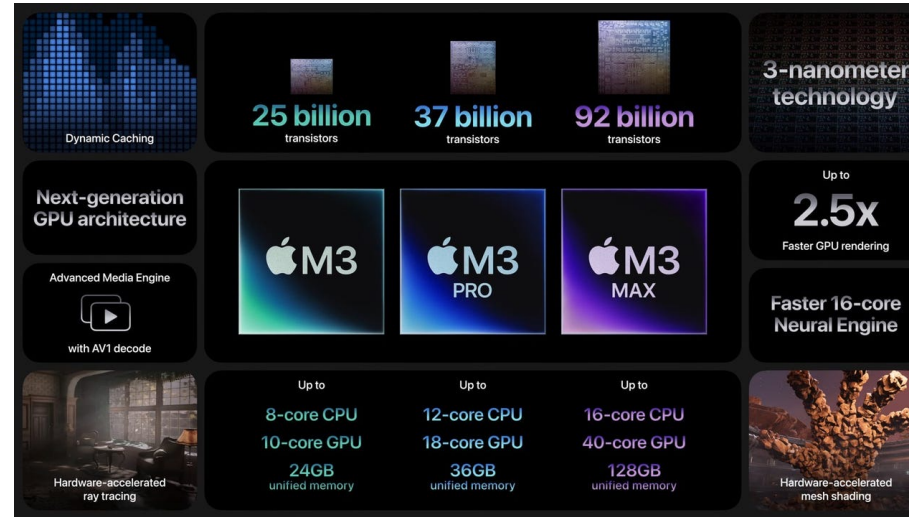 Dynamic Caching
25 billion
transistors
37 billion
transistors
92 billion
transistors
3-nanometer
technology
Next-generation
GPU architecture
M3
M3
PRO
M3
MAX
Up to
2.5x
Faster GPU rendering
Advanced Media Engine
with AV1 decode
Faster 16-core
Neural Engine
Hardware-accelerated
ray tracing
Up to
8-core CPU
10-core GPU
24GB
unified memory
Up to
12-core CPU
18-core GPU
36GB
unified memory
Up to
16-core CPU
40-core GPU
128GB
unified memory
Hardware-accelerated
mesh shading